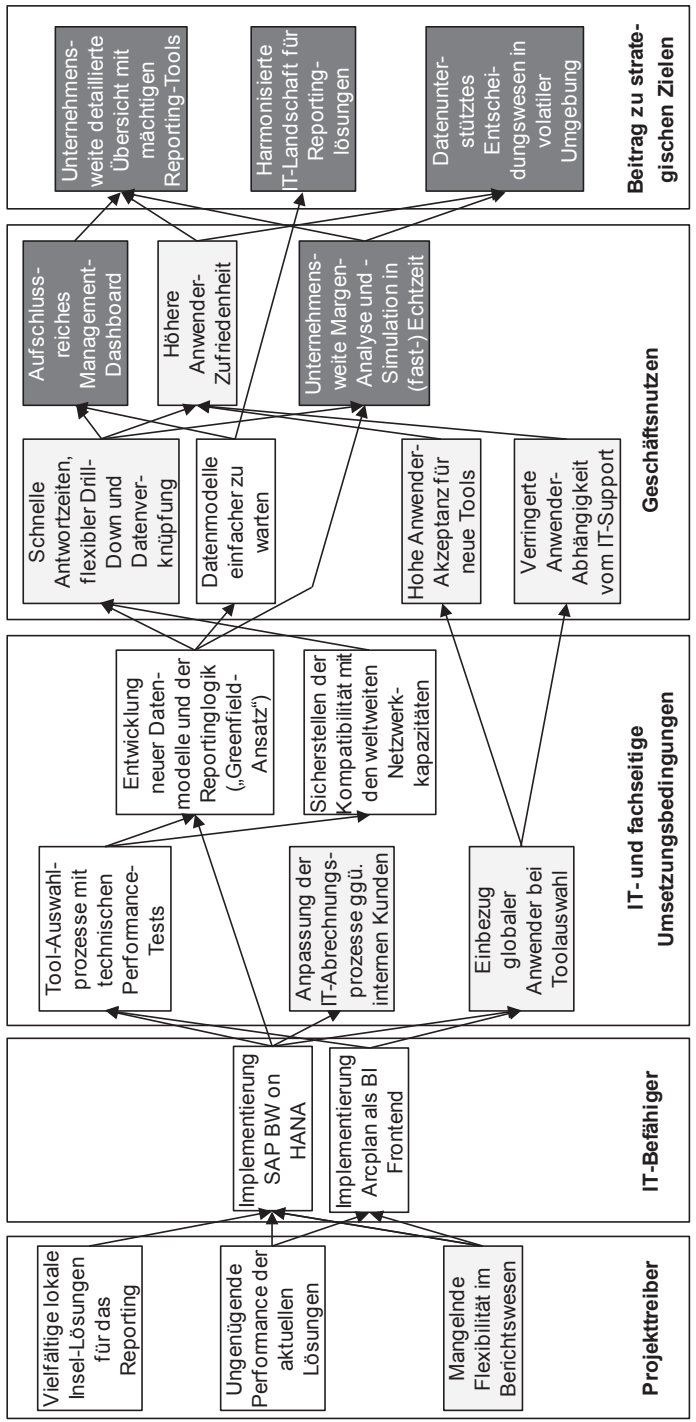 Vielfältige lokale
Insel-Lösungen
für das
Reporting
Ungenügende
Performance der
aktuellen
Lösungen
Mangelnde
Flexibilität im
Berichtswesen
Projekttreiber
Implementierung
SAP BW on
HANA
Implementierung
Arcplan als BI
Frontend
IT-Befähiger
Tool-Auswahl-
prozesse mit
technischen
Performance-
Tests
Anpassung der
IT-Abrechnungs-
prozesse ggü.
internen Kunden
Einbezug
globaler
Anwender bei
Toolauswahl
Entwicklung
neuer Daten-
modelle und der
Reportinglogik
(„Greenfield-
Ansatz“)
Sicherstellen der
Kompatibilität mit
den weltweiten
Netzwerk-
kapazitäten
IT- und fachseitige
Umsetzungsbedingungen
Schnelle
Antwortzeiten,
flexibler Drill-
Down und
Datenver-
knüpfung
Datenmodelle
einfacher zu
warten
Hohe Anwender-
Akzeptanz für
neue Tools
Verringerte
Anwender-
Abhängigkeit
vom IT-Support
Aufschluss-
reiches
Management-
Dashboard
Höhere
Anwender-
Zufriedenheit
Unternehmens-
weite Margen-
Analyse und -
Simulation in
(fast-) Echtzeit
Geschäftsnutzen
Unternehmens-
weite detaillierte
Übersicht mit
mächtigen
Reporting-Tools
Harmonisierte
IT-Landschaft für
Reporting-
lösungen
Datenunter-
stütztes
Entschei-
dungswesen in
volatiler
Umgebung
Beitrag zu strate-
gischen Zielen